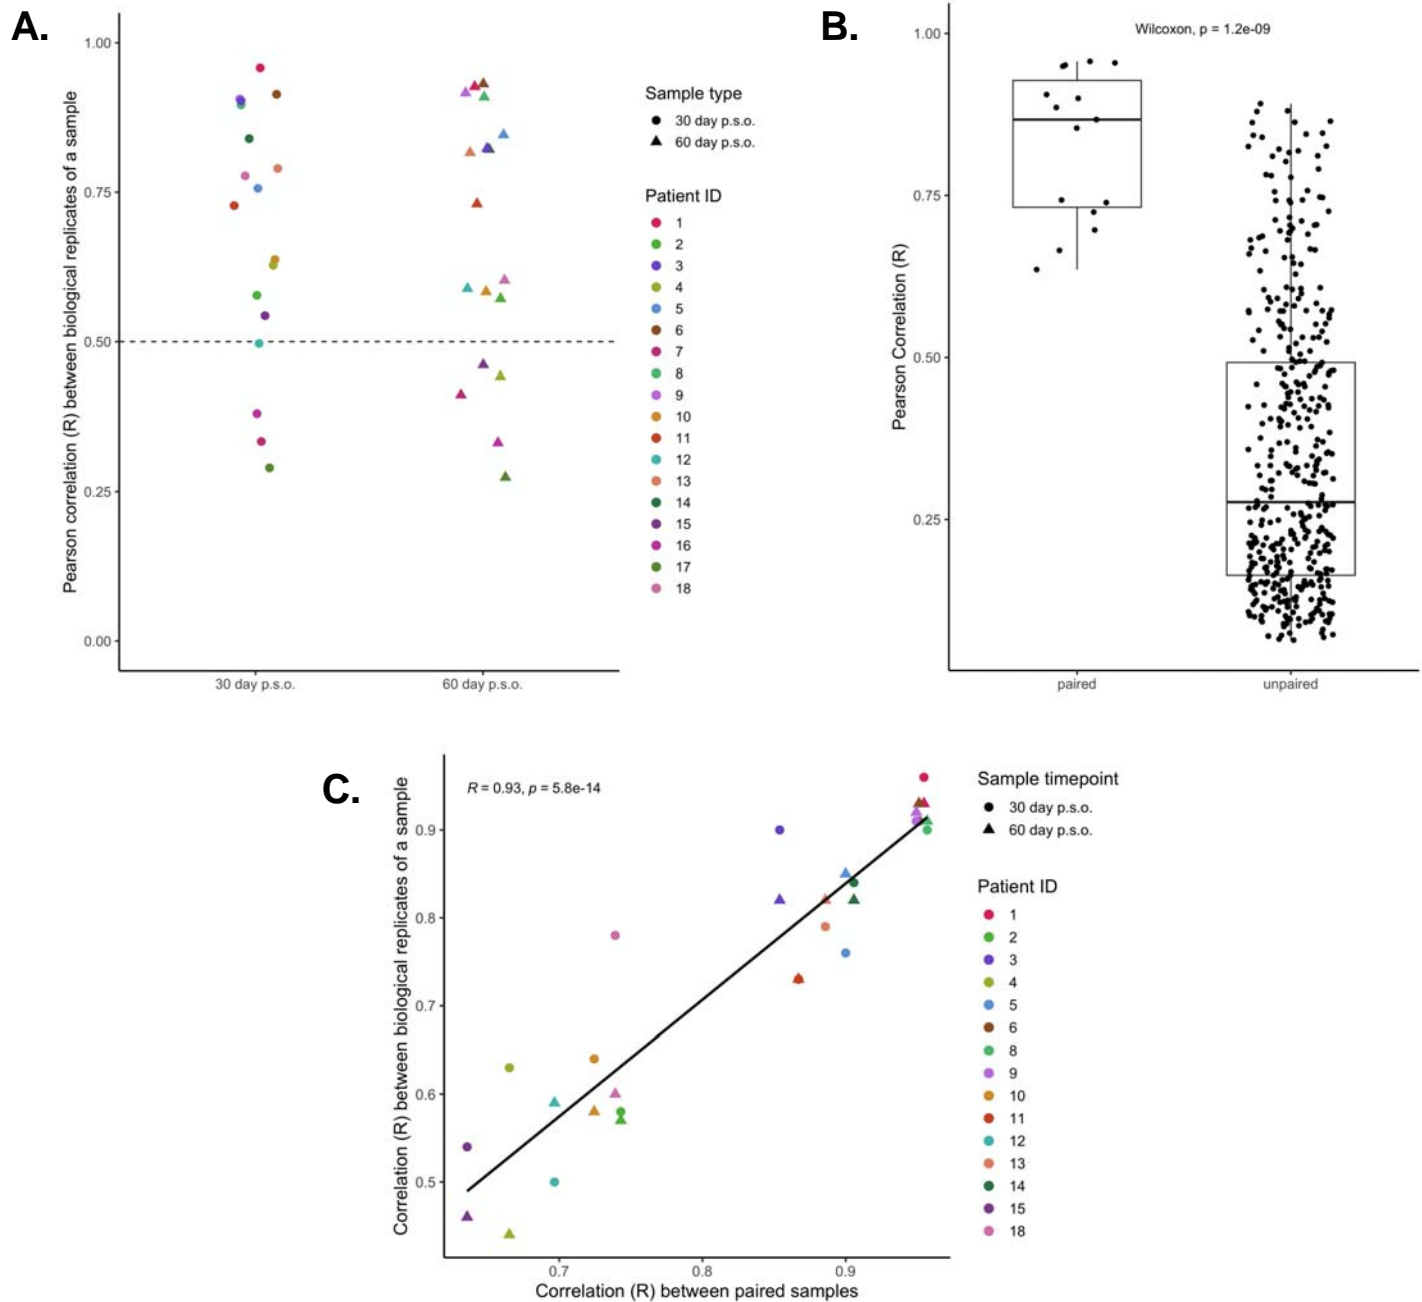 A.
Pearson correlation (R) between biological replicates of a sample
1.00
0.75
0.50
0.25
0.00
30 day p.s.o.
60 day p.s.o.
Sample type
30 day p.s.o.
60 day p.s.o.
Patient ID
1
2
3
4
5
6
7
8
9
10
11
12
13
14
15
16
17
18
B.
Wilcoxon, p = 1.2e-09
Pearson Correlation (R)
1.00
0.75
0.50
0.25
paired
unpaired
C.
R = 0.93, p = 5.8e-14
Correlation (R) between biological replicates of a sample
0.9
0.8
0.7
0.6
0.5
0.7
0.8
0.9
Correlation (R) between paired samples
Sample timepoint
30 day p.s.o.
60 day p.s.o.
Patient ID
1
2
3
4
5
6
8
9
10
11
12
13
14
15
18